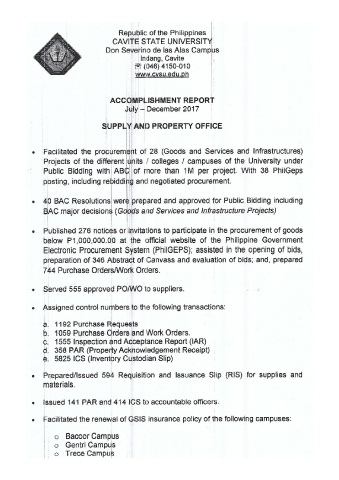 Republic of the Philippines
CAVITE STATE UNIVERSITY
Don Severino de las Alas Campus
Indang, Cavite
(046) 4150-010
www.cvsu.edu.ph
ACCOMPLISHMENT REPORT
July – December 2017
SUPPLY AND PROPERTY OFFICE
• Facilitated the procurement of 28 (Goods and Services and Infrastructures)
Projects of the different units / colleges / campuses of the University under
Public Bidding with ABC of more than 1M per project. With 38 PhilGeps
posting, including rebidding and negotiated procurement.
• 40 BAC Resolutions were prepared and approved for Public Bidding including
BAC major decisions (Goods and Services and Infrastructure Projects)
• Published 276 notices or invitations to participate in the procurement of goods
below P1,000,000.00 at the official website of the Philippine Government
Electronic Procurement System (PhilGEPS); assisted in the opening of bids,
preparation of 346 Abstract of Canvass and evaluation of bids; and, prepared
744 Purchase Orders/Work Orders.
• Served 555 approved PO/WO to suppliers.
• Assigned control numbers to the following transactions:
a. 1192 Purchase Requests
b. 1059 Purchase Orders and Work Orders.
c. 1555 Inspection and Acceptance Report (IAR)
d. 358 PAR (Property Acknowledgement Receipt)
e. 5825 ICS (Inventory Custodian Slip)
• Prepared/Issued 594 Requisition and Issuance Slip (RIS) for supplies and
materials.
• Issued 141 PAR and 414 ICS to accountable officers.
• Facilitated the renewal of GSIS insurance policy of the following campuses:
o Bacoor Campus
o Gentri Campus
o Trece Campus